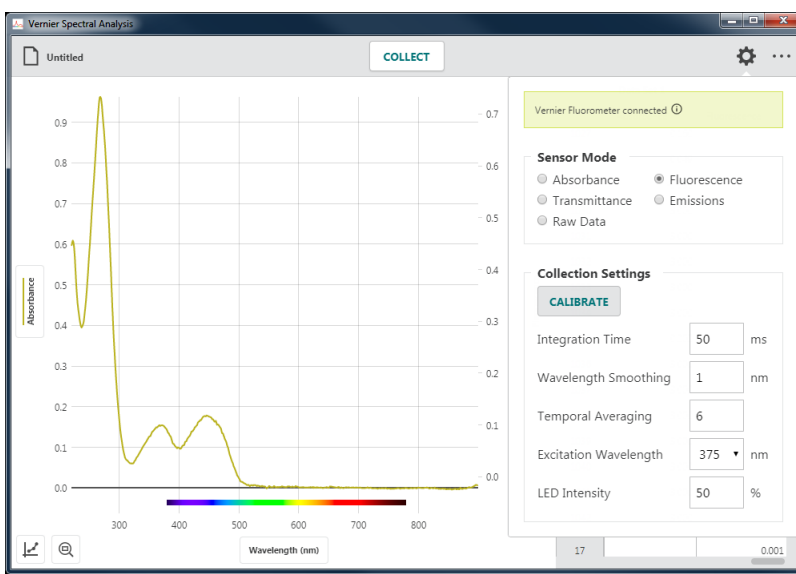 Vernier Spectral Analysis
Untitled
COLLECT
Vernier Fluorometer connected
Sensor Mode
Absorbance
Fluorescence
Transmittance
Emissions
Raw Data
Collection Settings
CALIBRATE
Integration Time 50 ms
Wavelength Smoothing 1 nm
Temporal Averaging 6
Excitation Wavelength 375 nm
LED Intensity 50 %
Absorbance
0.9
0.8
0.7
0.6
0.5
0.4
0.3
0.2
0.1
0.0
0.7
0.6
0.5
0.4
0.3
0.2
0.1
0.0
300 400 500 600 700 800
Wavelength (nm)
17 0.001